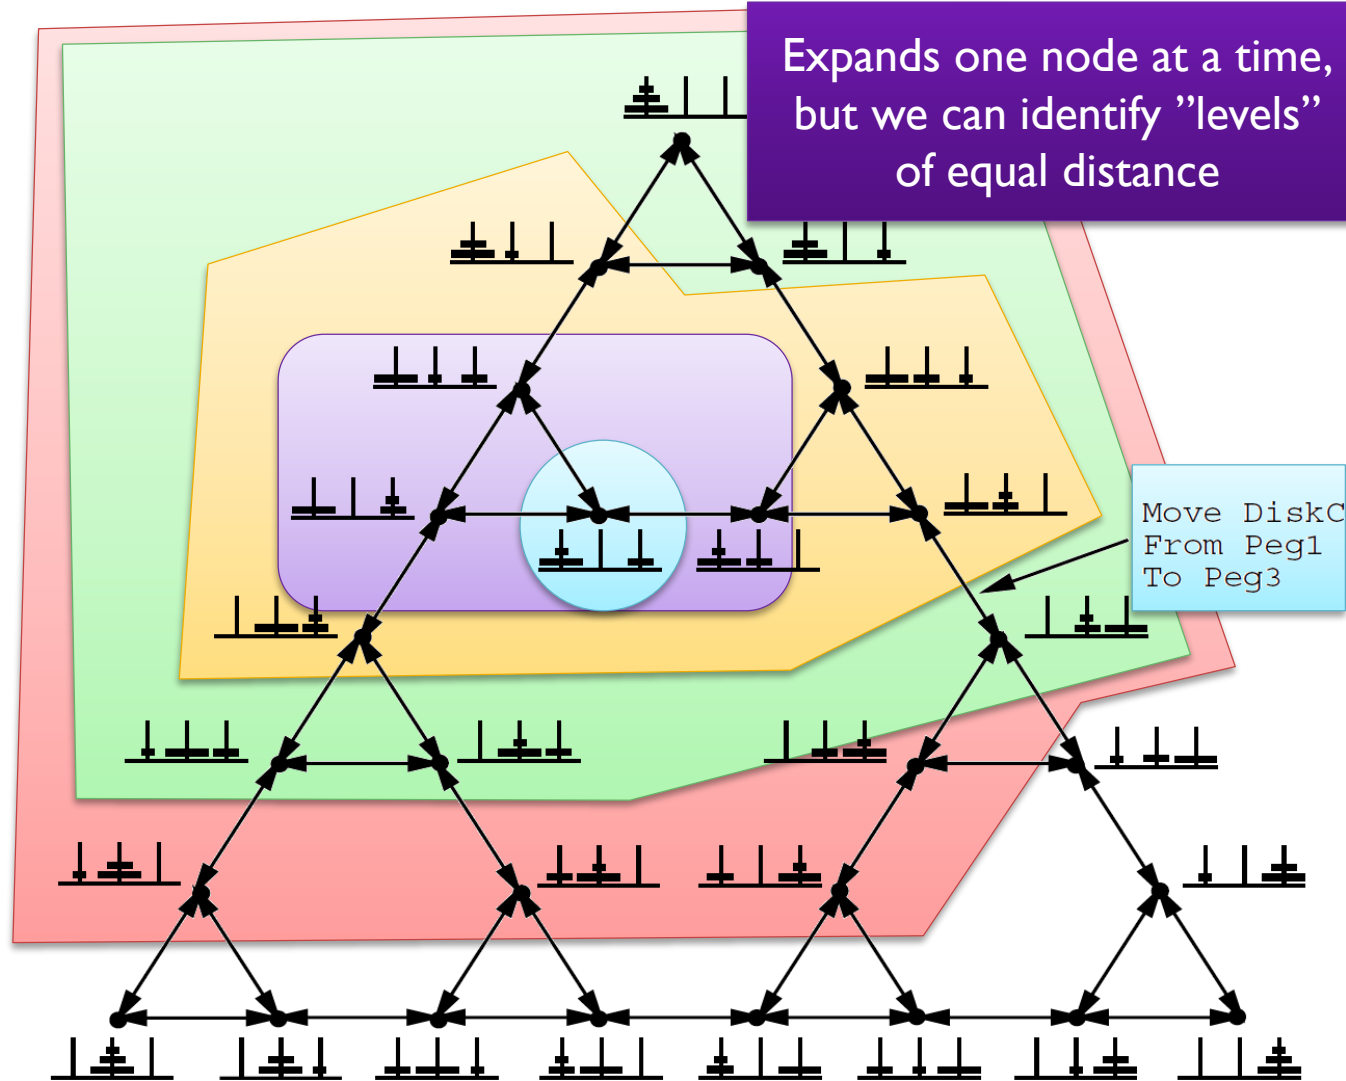 Expands one node at a time,
but we can identify ”levels”
of equal distance
Move DiskC
From Peg1
To Peg3